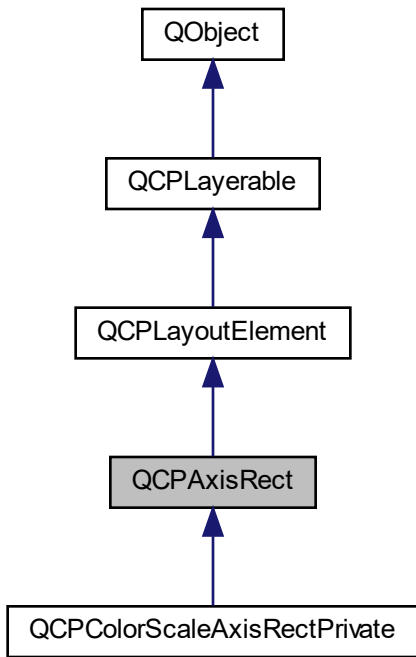 QObject
QCPLayerable
QCPLayoutElement
QCPAxisRect
QCPColorScaleAxisRectPrivate